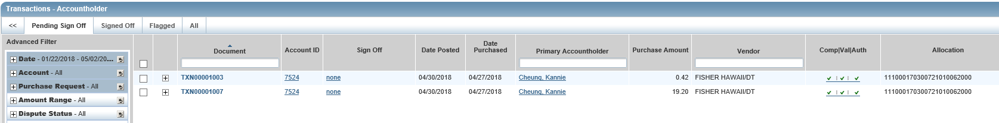 Transactions - Accountholder
<< Pending Sign Off Signed Off Flagged All
Advanced Filter
Document Account ID Sign Off Date Posted Date Purchased Primary Accountholder Purchase Amount Vendor Comp|Val|Auth Allocation
Date - 01/22/2018 - 05/02/20...
Account - All
Purchase Request - All
Amount Range - All
Dispute Status - All
TXN00001003 7524 none 04/30/2018 04/27/2018 Cheung, Kannie 0.42 FISHER HAWAII/DT ✓ | ✓ | ✓ 111000170300721010062000
TXN00001007 7524 none 04/30/2018 04/27/2018 Cheung, Kannie 19.20 FISHER HAWAII/DT ✓ | ✓ | ✓ 111000170300721010062000